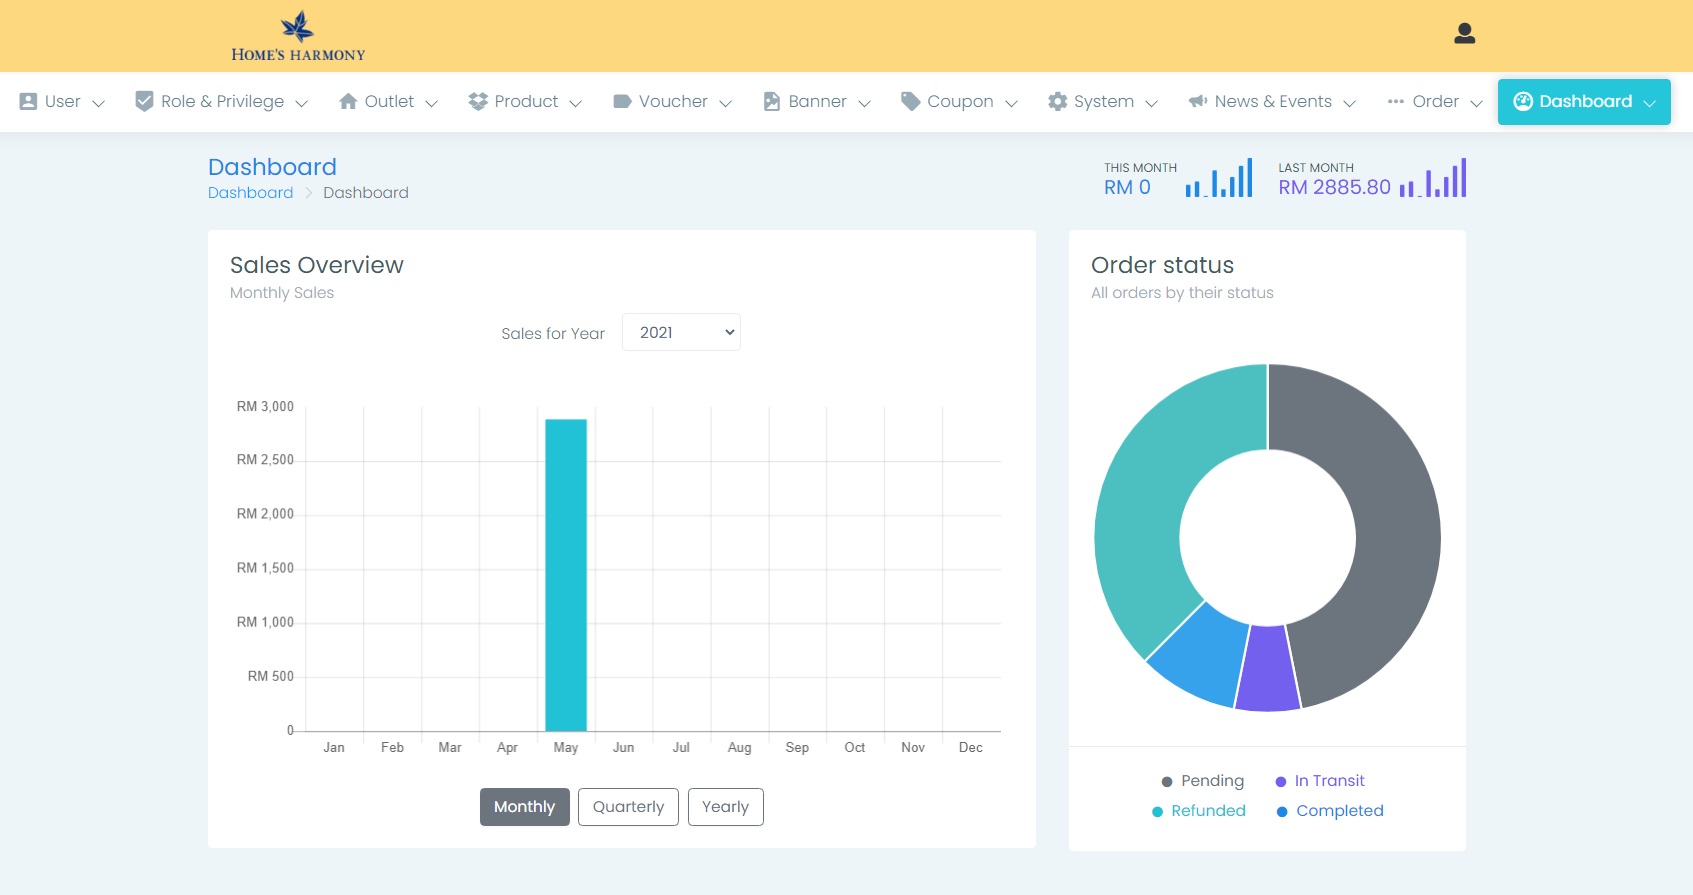 HOME'S HARMONY
User Role & Privilege Outlet Product Voucher Banner Coupon System News & Events Order Dashboard
Dashboard
Dashboard Dashboard
THIS MONTH
RM 0
LAST MONTH
RM 2885.80
Sales Overview
Monthly Sales
Sales for Year 2021
RM 3,000
RM 2,500
RM 2,000
RM 1,500
RM 1,000
RM 500
0
Jan Feb Mar Apr May Jun Jul Aug Sep Oct Nov Dec
Monthly Quarterly Yearly
Order status
All orders by their status
Pending In Transit
Refunded Completed